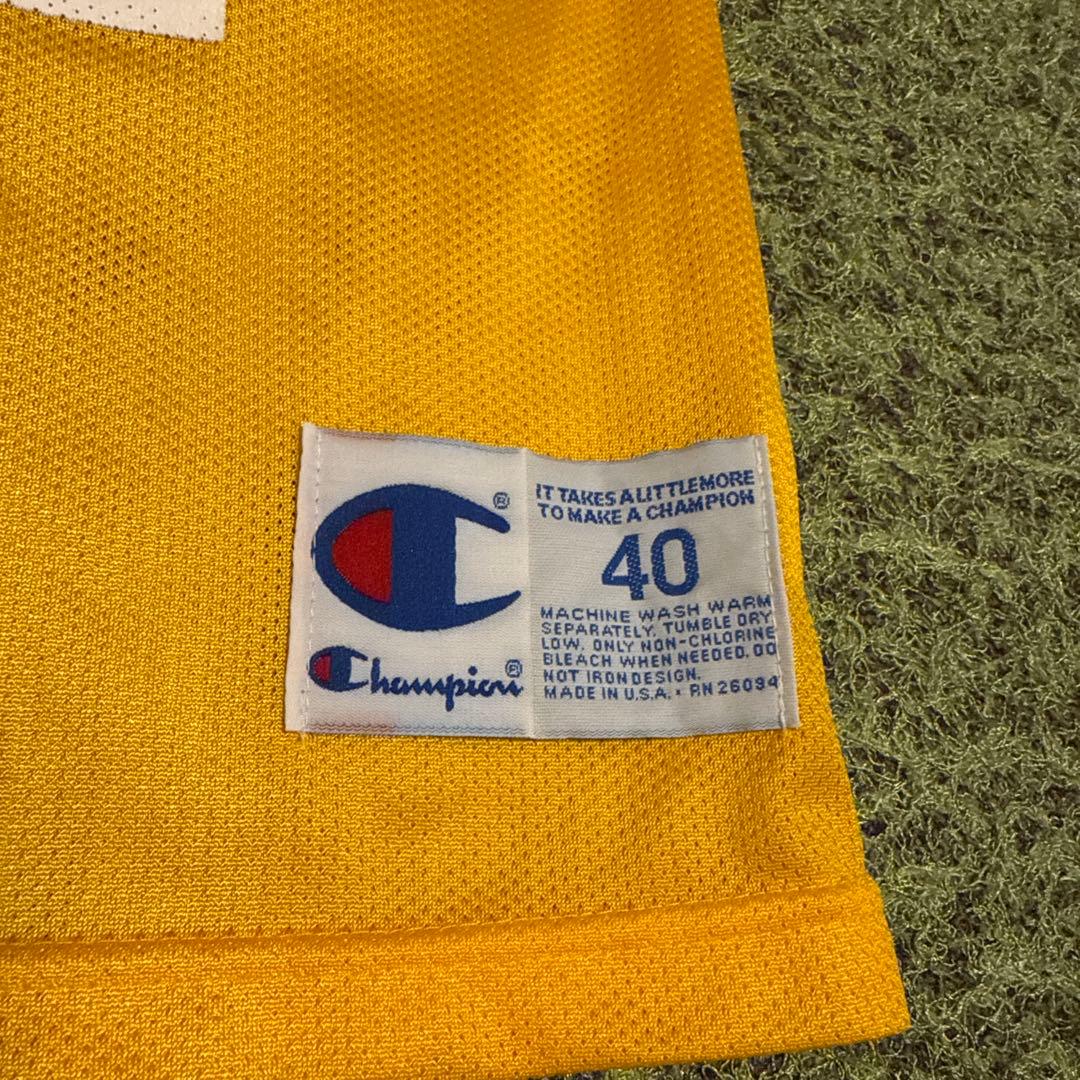 ®
IT TAKES A LITTLE MORE
TO MAKE A CHAMPION
40
MACHINE WASH WARM
SEPARATELY. TUMBLE DRY
LOW. ONLY NON-CHLORINE
BLEACH WHEN NEEDED. DO
NOT IRON DESIGN.
MADE IN U.S.A. • RN 26094
Champion®